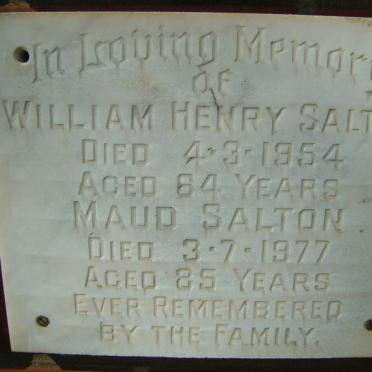 In Loving Memory
of
WILLIAM HENRY SALT
DIED 4·3·1954
AGED 64 YEARS
MAUD SALTON
DIED 3·7·1977
AGED 85 YEARS
EVER REMEMBERED
BY THE FAMILY.